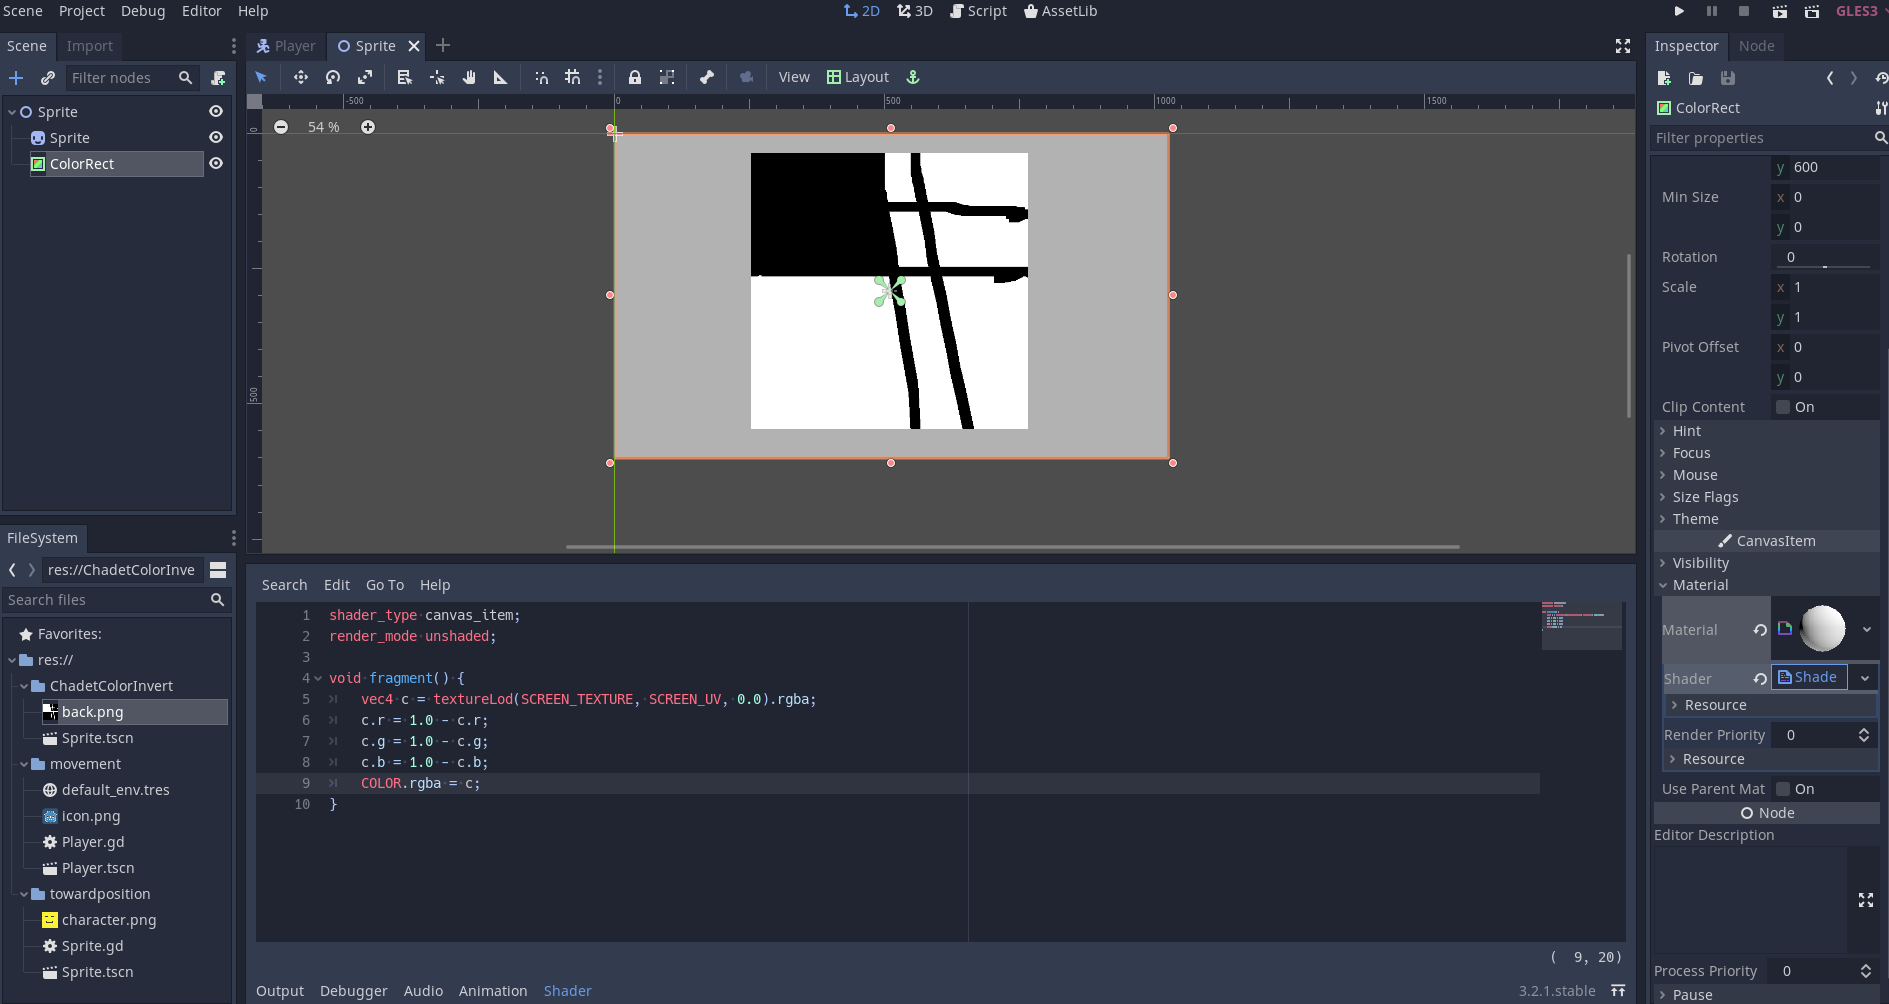 Scene Project Debug Editor Help
2D 3D Script AssetLib
GLES3
Scene Import
Filter nodes
Sprite
Sprite
ColorRect
Player Sprite
View Layout
-500 0 500 1000 1500
0
500
54 %
FileSystem
res://ChadetColorInve
Search files
Favorites:
res://
ChadetColorInvert
back.png
Sprite.tscn
movement
default_env.tres
icon.png
Player.gd
Player.tscn
towardposition
character.png
Sprite.gd
Sprite.tscn
Search Edit Go To Help
1 shader_type canvas_item;
2 render_mode unshaded;
3
4 void fragment() {
5 vec4 c = textureLod(SCREEN_TEXTURE, SCREEN_UV, 0.0).rgba;
6 c.r = 1.0 - c.r;
7 c.g = 1.0 - c.g;
8 c.b = 1.0 - c.b;
9 COLOR.rgba = c;
10 }
( 9, 20)
Output Debugger Audio Animation Shader
3.2.1.stable
Inspector Node
ColorRect
Filter properties
y 600
Min Size x 0
y 0
Rotation 0
Scale x 1
y 1
Pivot Offset x 0
y 0
Clip Content On
Hint
Focus
Mouse
Size Flags
Theme
CanvasItem
Visibility
Material
Material
Shader Shade
Resource
Render Priority 0
Resource
Use Parent Mat On
Node
Editor Description
Process Priority 0
Pause